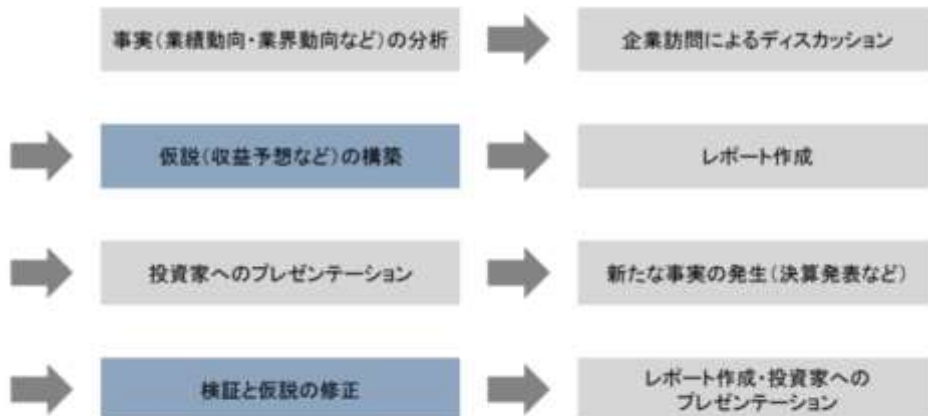 事実(業績動向・業界動向など)の分析
企業訪問によるディスカッション
仮説(収益予想など)の構築
レポート作成
投資家へのプレゼンテーション
新たな事実の発生(決算発表など)
検証と仮説の修正
レポート作成・投資家への
プレゼンテーション